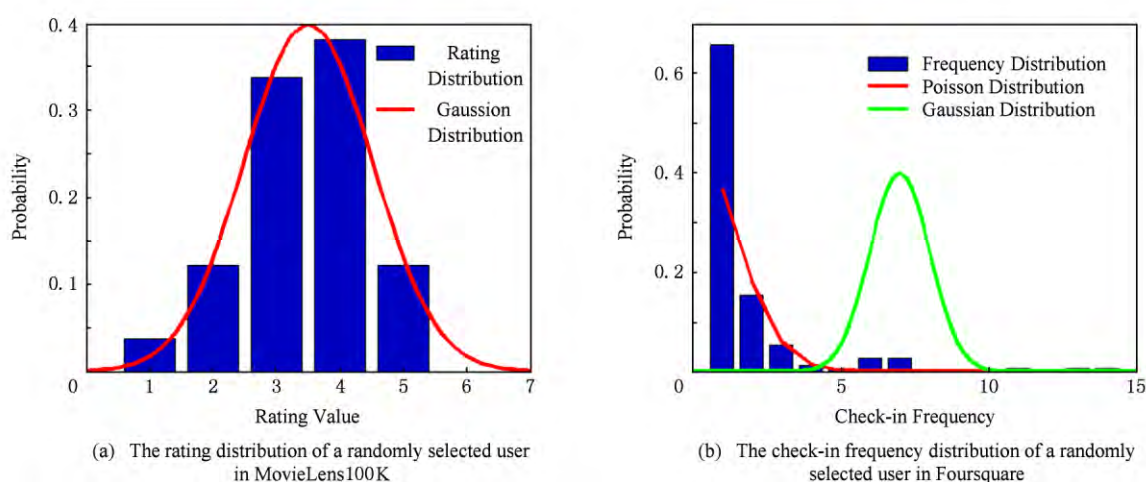 0.4
0.3
0.2
0.1
0
1
2
3
4
5
6
7
Probability
Rating Value
Rating
Distribution
Gaussion
Distribution
(a) The rating distribution of a randomly selected user
in MovieLens100K
0.6
0.4
0.2
0
5
10
15
Probability
Check-in Frequency
Frequency Distribution
Poisson Distribution
Gaussian Distribution
(b) The check-in frequency distribution of a randomly
selected user in Foursquare